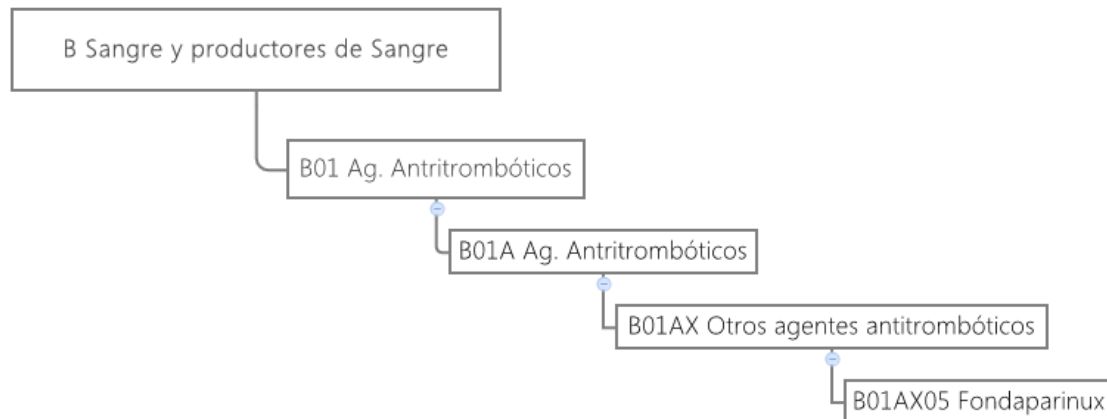 B Sangre y productores de Sangre
B01 Ag. Antritrombóticos
B01A Ag. Antritrombóticos
B01AX Otros agentes antitrombóticos
B01AX05 Fondaparinux